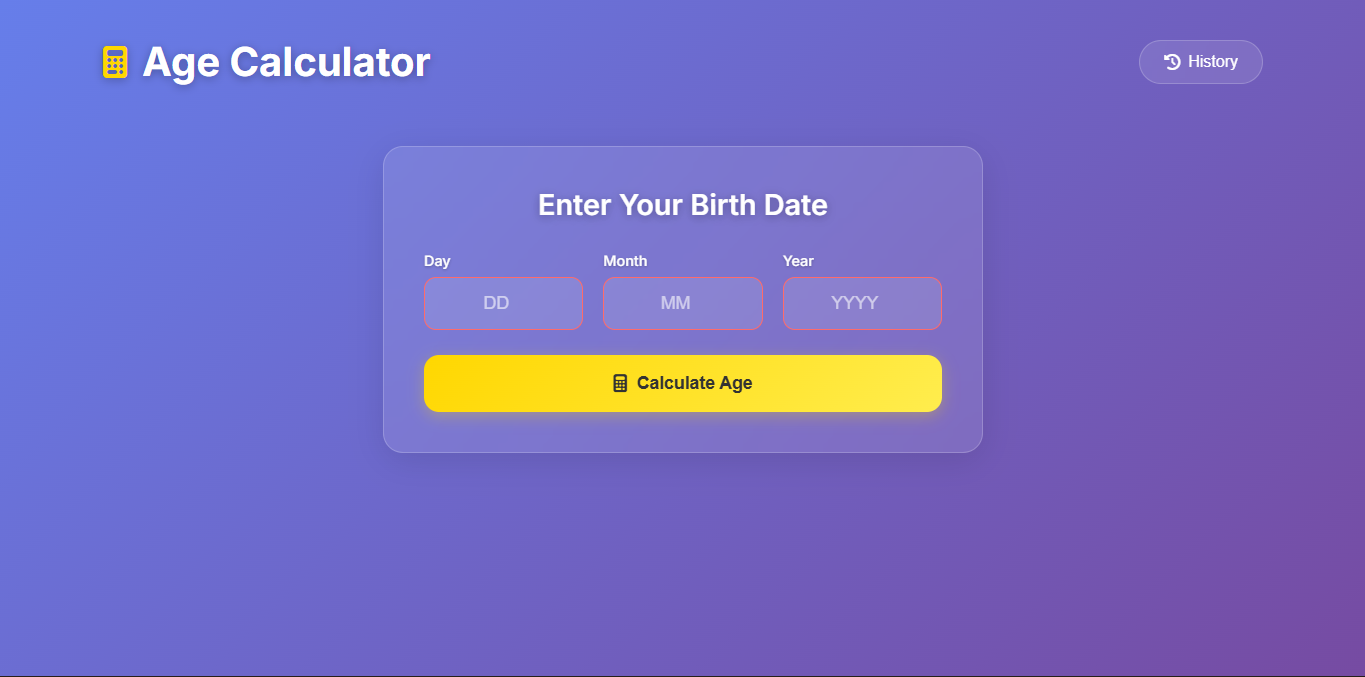 Age Calculator
History
Enter Your Birth Date
Day Month Year
DD MM YYYY
Calculate Age